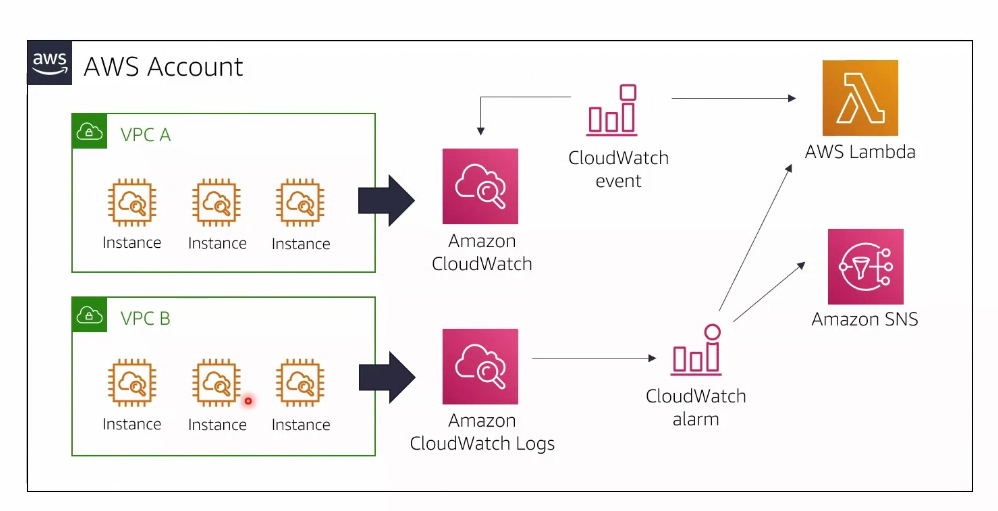 aws
AWS Account
VPC A
Instance
Instance
Instance
Amazon
CloudWatch
CloudWatch
event
AWS Lambda
VPC B
Instance
Instance
Instance
Amazon
CloudWatch Logs
CloudWatch
alarm
Amazon SNS